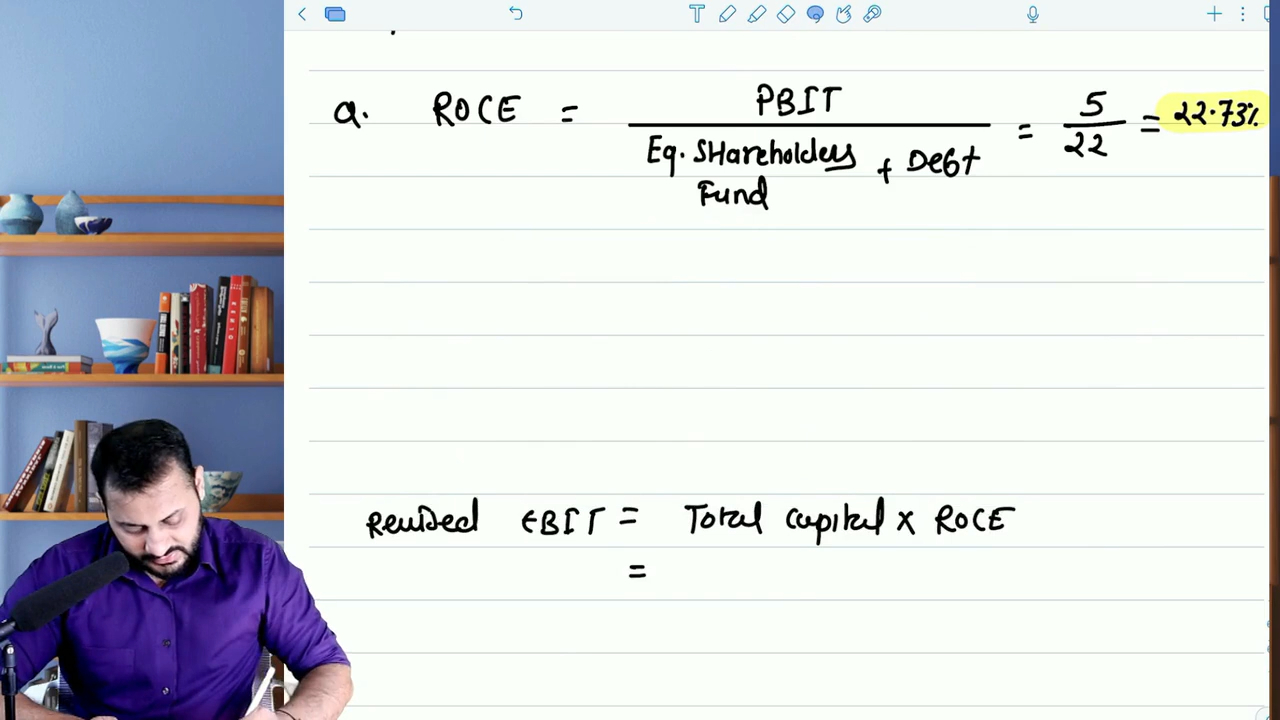 a. ROCE = PBIT / Eq. Shareholders Fund + Debt = 5/22 = 22.73%
Revised EBIT = Total capital x ROCE
=